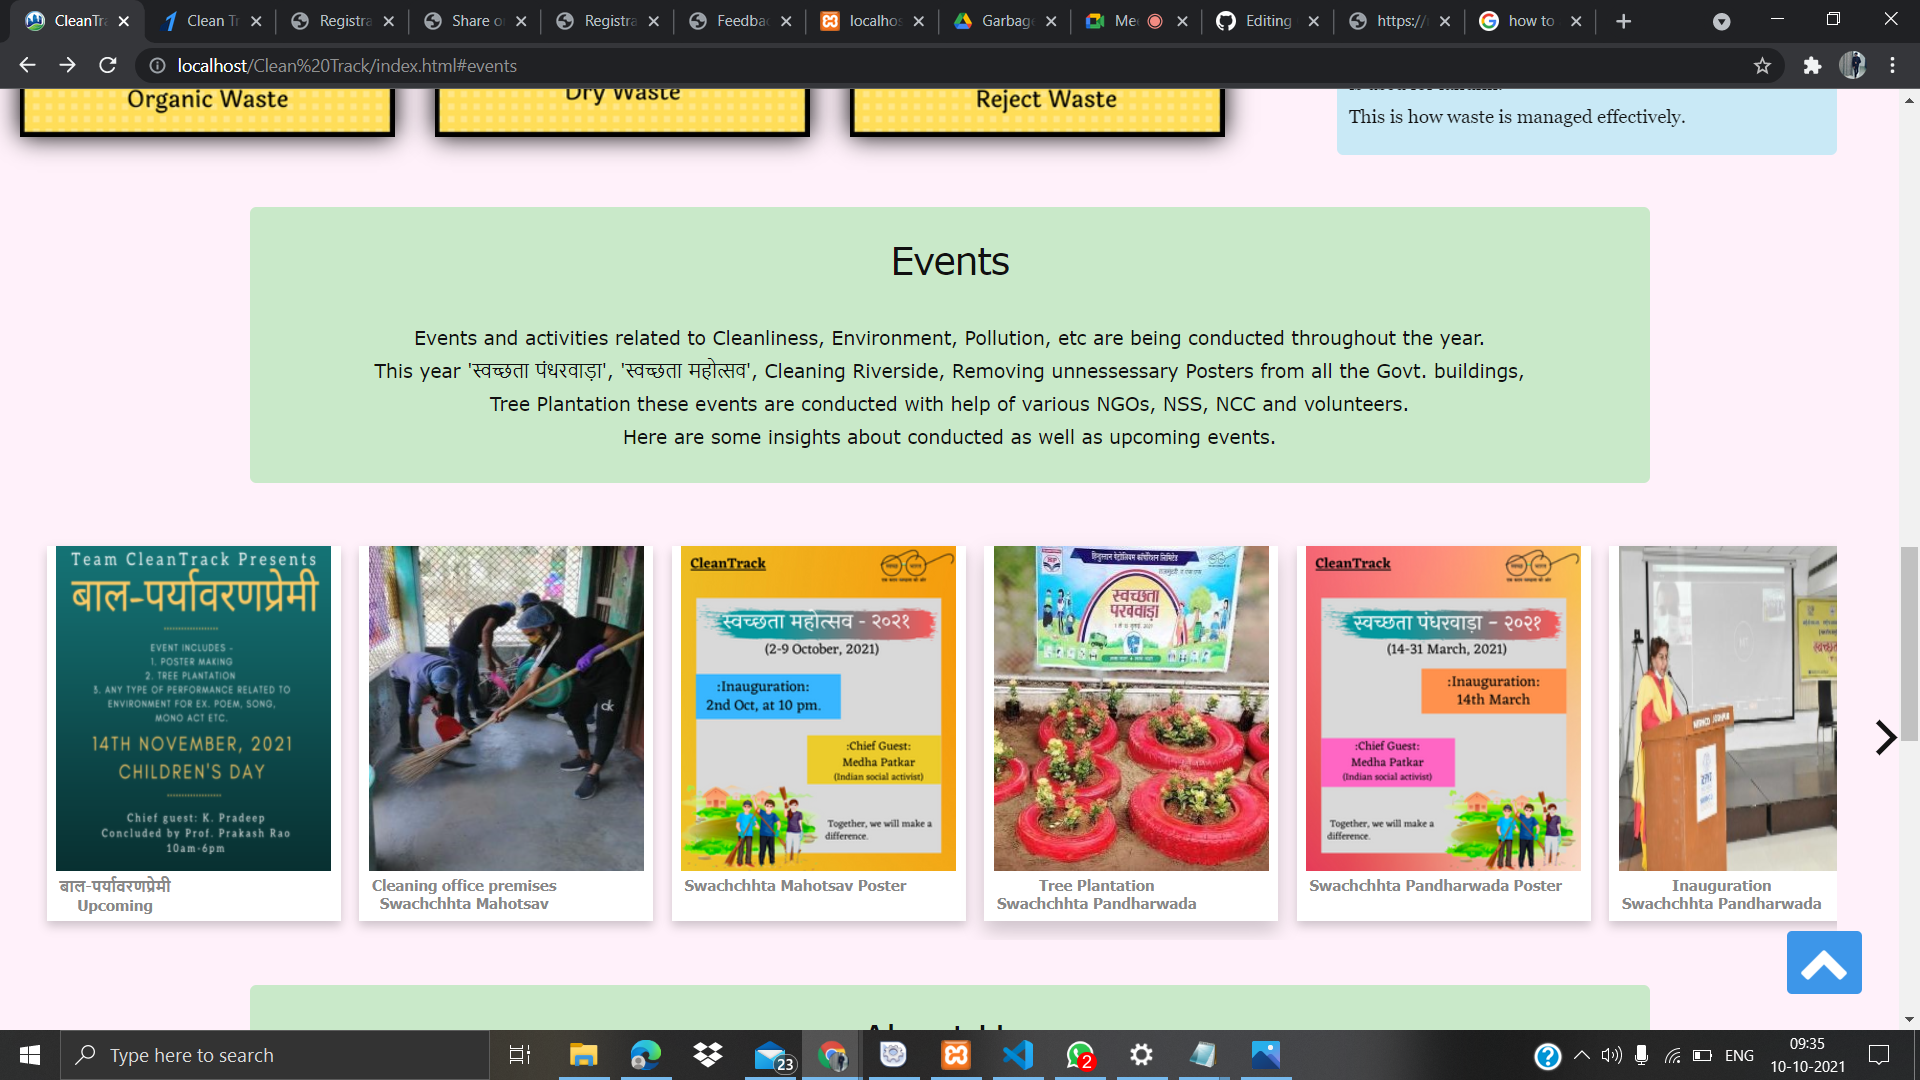 CleanTra
Clean Tr
Registra
Share o
Registra
Feedba
localhos
Garbag
Me
Editing
https://
how to
localhost/Clean%20Track/index.html#events
Organic Waste
Dry Waste
Reject Waste
This is how waste is managed effectively.
Events
Events and activities related to Cleanliness, Environment, Pollution, etc are being conducted throughout the year.
This year 'स्वच्छता पंधरवाड़ा', 'स्वच्छता महोत्सव', Cleaning Riverside, Removing unnessessary Posters from all the Govt. buildings,
Tree Plantation these events are conducted with help of various NGOs, NSS, NCC and volunteers.
Here are some insights about conducted as well as upcoming events.
Team CleanTrack Presents
बाल-पर्यावरणप्रेमी
EVENT INCLUDES -
1. POSTER MAKING
2. TREE PLANTATION
3. ANY TYPE OF PERFORMANCE RELATED TO
ENVIRONMENT FOR EX. POEM, SONG,
MONO ACT ETC.
14TH NOVEMBER, 2021
CHILDREN'S DAY
Chief guest: K. Pradeep
Concluded by Prof. Prakash Rao
10am-6pm
बाल-पर्यावरणप्रेमी
Upcoming
Cleaning office premises
Swachchhta Mahotsav
CleanTrack
स्वच्छता महोत्सव - २०२१
(2-9 October, 2021)
:Inauguration:
2nd Oct, at 10 pm.
:Chief Guest:
Medha Patkar
(Indian social activist)
Together, we will make a
difference.
Swachchhta Mahotsav Poster
हिन्दुस्तान पेट्रोलियम कॉर्पोरेशन लिमिटेड
स्वच्छता
पखवाड़ा
Tree Plantation
Swachchhta Pandharwada
CleanTrack
स्वच्छता पंधरवाड़ा - २०२१
(14-31 March, 2021)
:Inauguration:
14th March
:Chief Guest:
Medha Patkar
(Indian social activist)
Together, we will make a
difference.
Swachchhta Pandharwada Poster
Inauguration
Swachchhta Pandharwada
Type here to search
23
2
ENG
09:35
10-10-2021